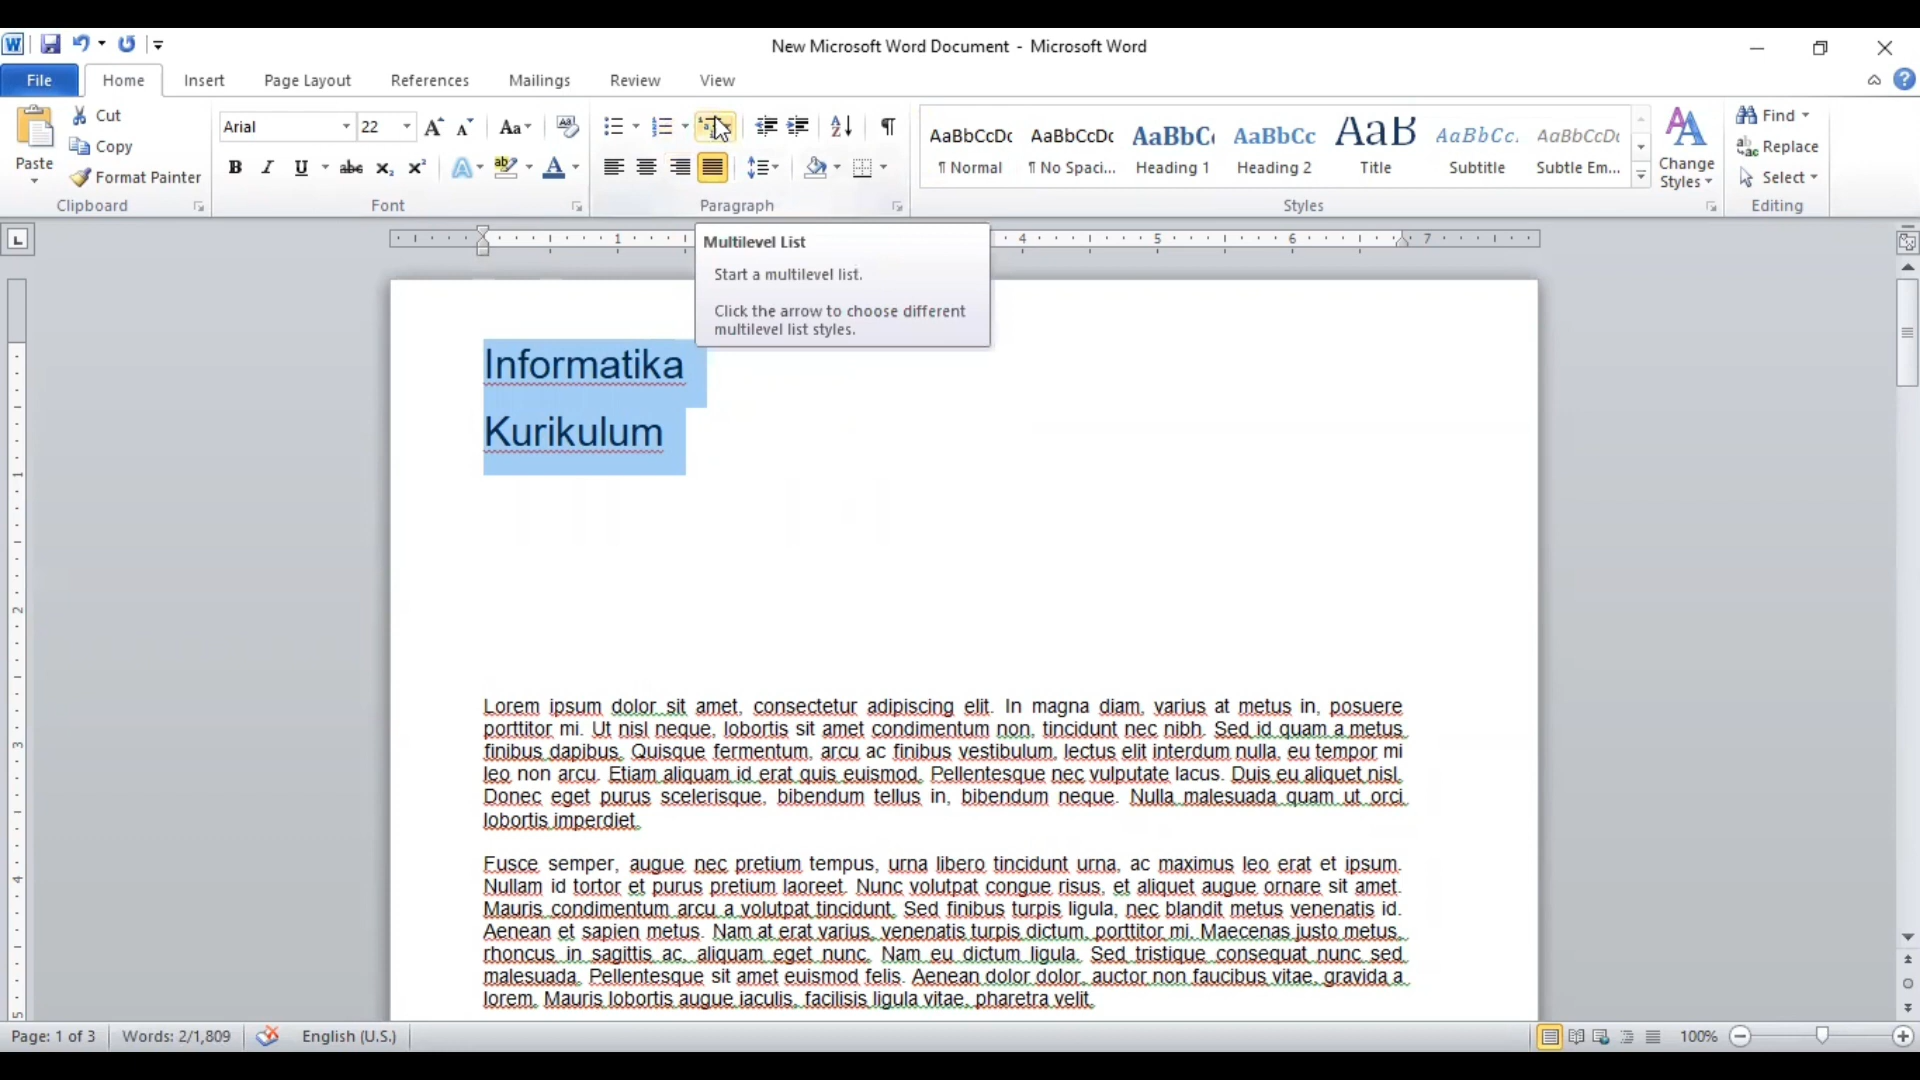 New Microsoft Word Document - Microsoft Word
File Home Insert Page Layout References Mailings Review View
Paste
Cut
Copy
Format Painter
Clipboard
Arial 22
Font
Paragraph
AaBbCcDc AaBbCcDc AaBbC AaBbCc AaB AaBbCc. AaBbCcDc
¶ Normal ¶ No Spaci... Heading 1 Heading 2 Title Subtitle Subtle Em...
Change
Styles
Styles
Find
Replace
Select
Editing
1 4 5 6 7
Multilevel List
Start a multilevel list.
Click the arrow to choose different
multilevel list styles.
Informatika
Kurikulum
Lorem ipsum dolor sit amet, consectetur adipiscing elit. In magna diam, varius at metus in, posuere
porttitor mi. Ut nisl neque, lobortis sit amet condimentum non, tincidunt nec nibh. Sed id quam a metus
finibus dapibus. Quisque fermentum, arcu ac finibus vestibulum, lectus elit interdum nulla, eu tempor mi
leo non arcu. Etiam aliquam id erat quis euismod. Pellentesque nec vulputate lacus. Duis eu aliquet nisl.
Donec eget purus scelerisque, bibendum tellus in, bibendum neque. Nulla malesuada quam ut orci
lobortis imperdiet.
Fusce semper, augue nec pretium tempus, urna libero tincidunt urna, ac maximus leo erat et ipsum.
Nullam id tortor et purus pretium laoreet. Nunc volutpat congue risus, et aliquet augue ornare sit amet.
Mauris condimentum arcu a volutpat tincidunt. Sed finibus turpis ligula, nec blandit metus venenatis id.
Aenean et sapien metus. Nam at erat varius, venenatis turpis dictum, porttitor mi. Maecenas justo metus,
rhoncus in sagittis ac, aliquam eget nunc. Nam eu dictum ligula. Sed tristique consequat nunc sed
malesuada. Pellentesque sit amet euismod felis. Aenean dolor dolor, auctor non faucibus vitae, gravida a
lorem. Mauris lobortis augue iaculis, facilisis ligula vitae, pharetra velit.
1
2
3
4
5
Page: 1 of 3 Words: 2/1,809 English (U.S.) 100%